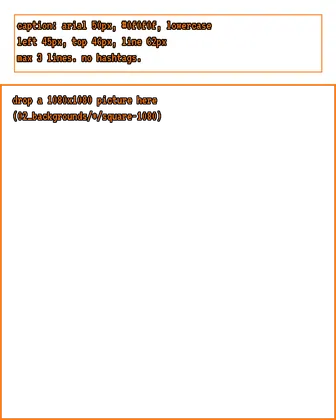 caption: arial 50px, #0f0f0f, lowercase
left 45px, top 46px, line 62px
max 3 lines. no hashtags.
drop a 1080x1080 picture here
(02_backgrounds/*/square-1080)